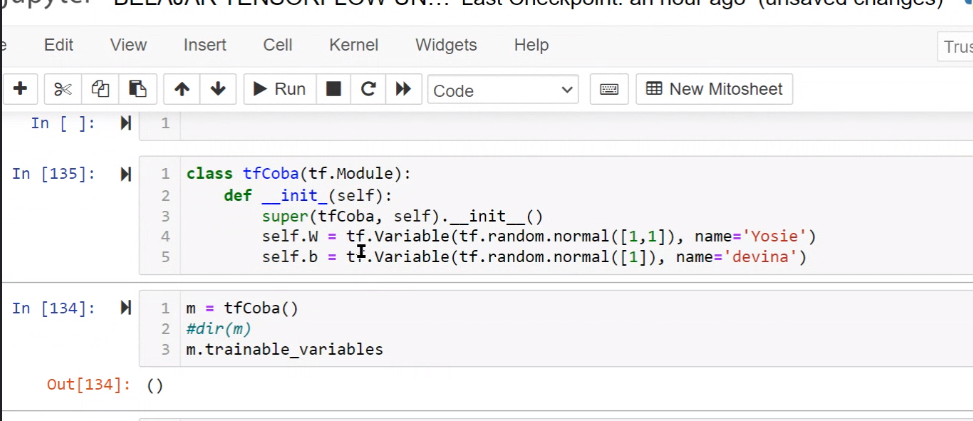 BELAJAR TENSORFLOW UN... Last Checkpoint: an hour ago (unsaved changes)
Edit View Insert Cell Kernel Widgets Help
Run Code New Mitosheet
In [ ]: 1
In [135]: 1 class tfCoba(tf.Module):
2 def __init_(self):
3 super(tfCoba, self).__init__()
4 self.W = tf.Variable(tf.random.normal([1,1]), name='Yosie')
5 self.b = tf.Variable(tf.random.normal([1]), name='devina')
In [134]: 1 m = tfCoba()
2 #dir(m)
3 m.trainable_variables
Out[134]: ()